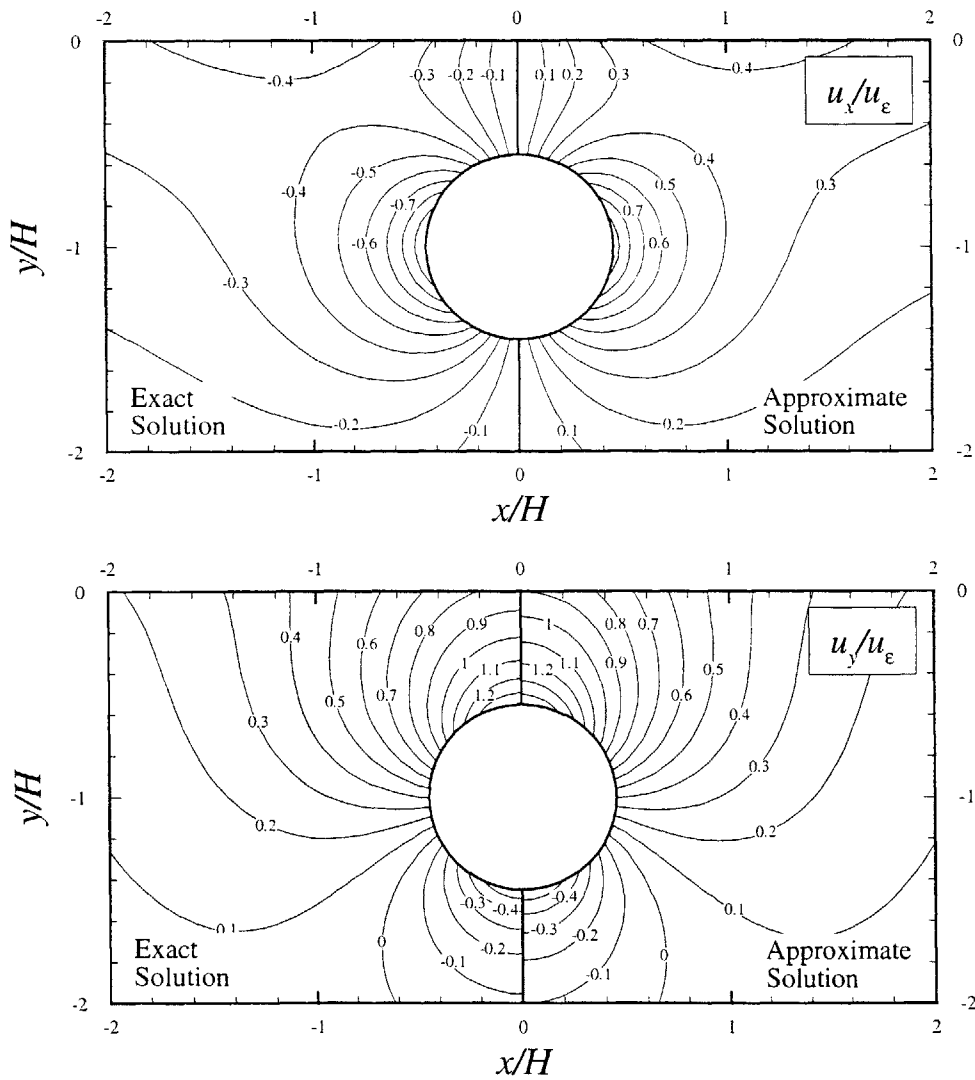 -2 -1 0 1 2
0 0
-0.4 -0.3 -0.2 -0.1 0.1 0.2 0.3 0.4
u_x/u_ε
-0.5 0.4
-0.4 -0.7 0.5 0.3
0.7
y/H
-1 -0.6 0.6 -1
-0.3
Exact Approximate
Solution -0.2 0.2 Solution
-0.1 0.1
-2 -2
-2 -1 0 1 2
x/H
-2 -1 0 1 2
0 0
0.4 0.6 0.8 0.9 1 0.8 0.7
u_y/u_ε
1 1.1 1.1 0.9 0.5
0.5 0.7 1.2 1.2 0.6
0.3 0.4
y/H
0.3
-1 -1
0.2 0.2
-0.4
-0.3 -0.4 0.1
0.1 -0.3
Exact 0 -0.2 -0.2 0 Approximate
Solution -0.1 -0.1 Solution
-2 -2
-2 -1 0 1 2
x/H